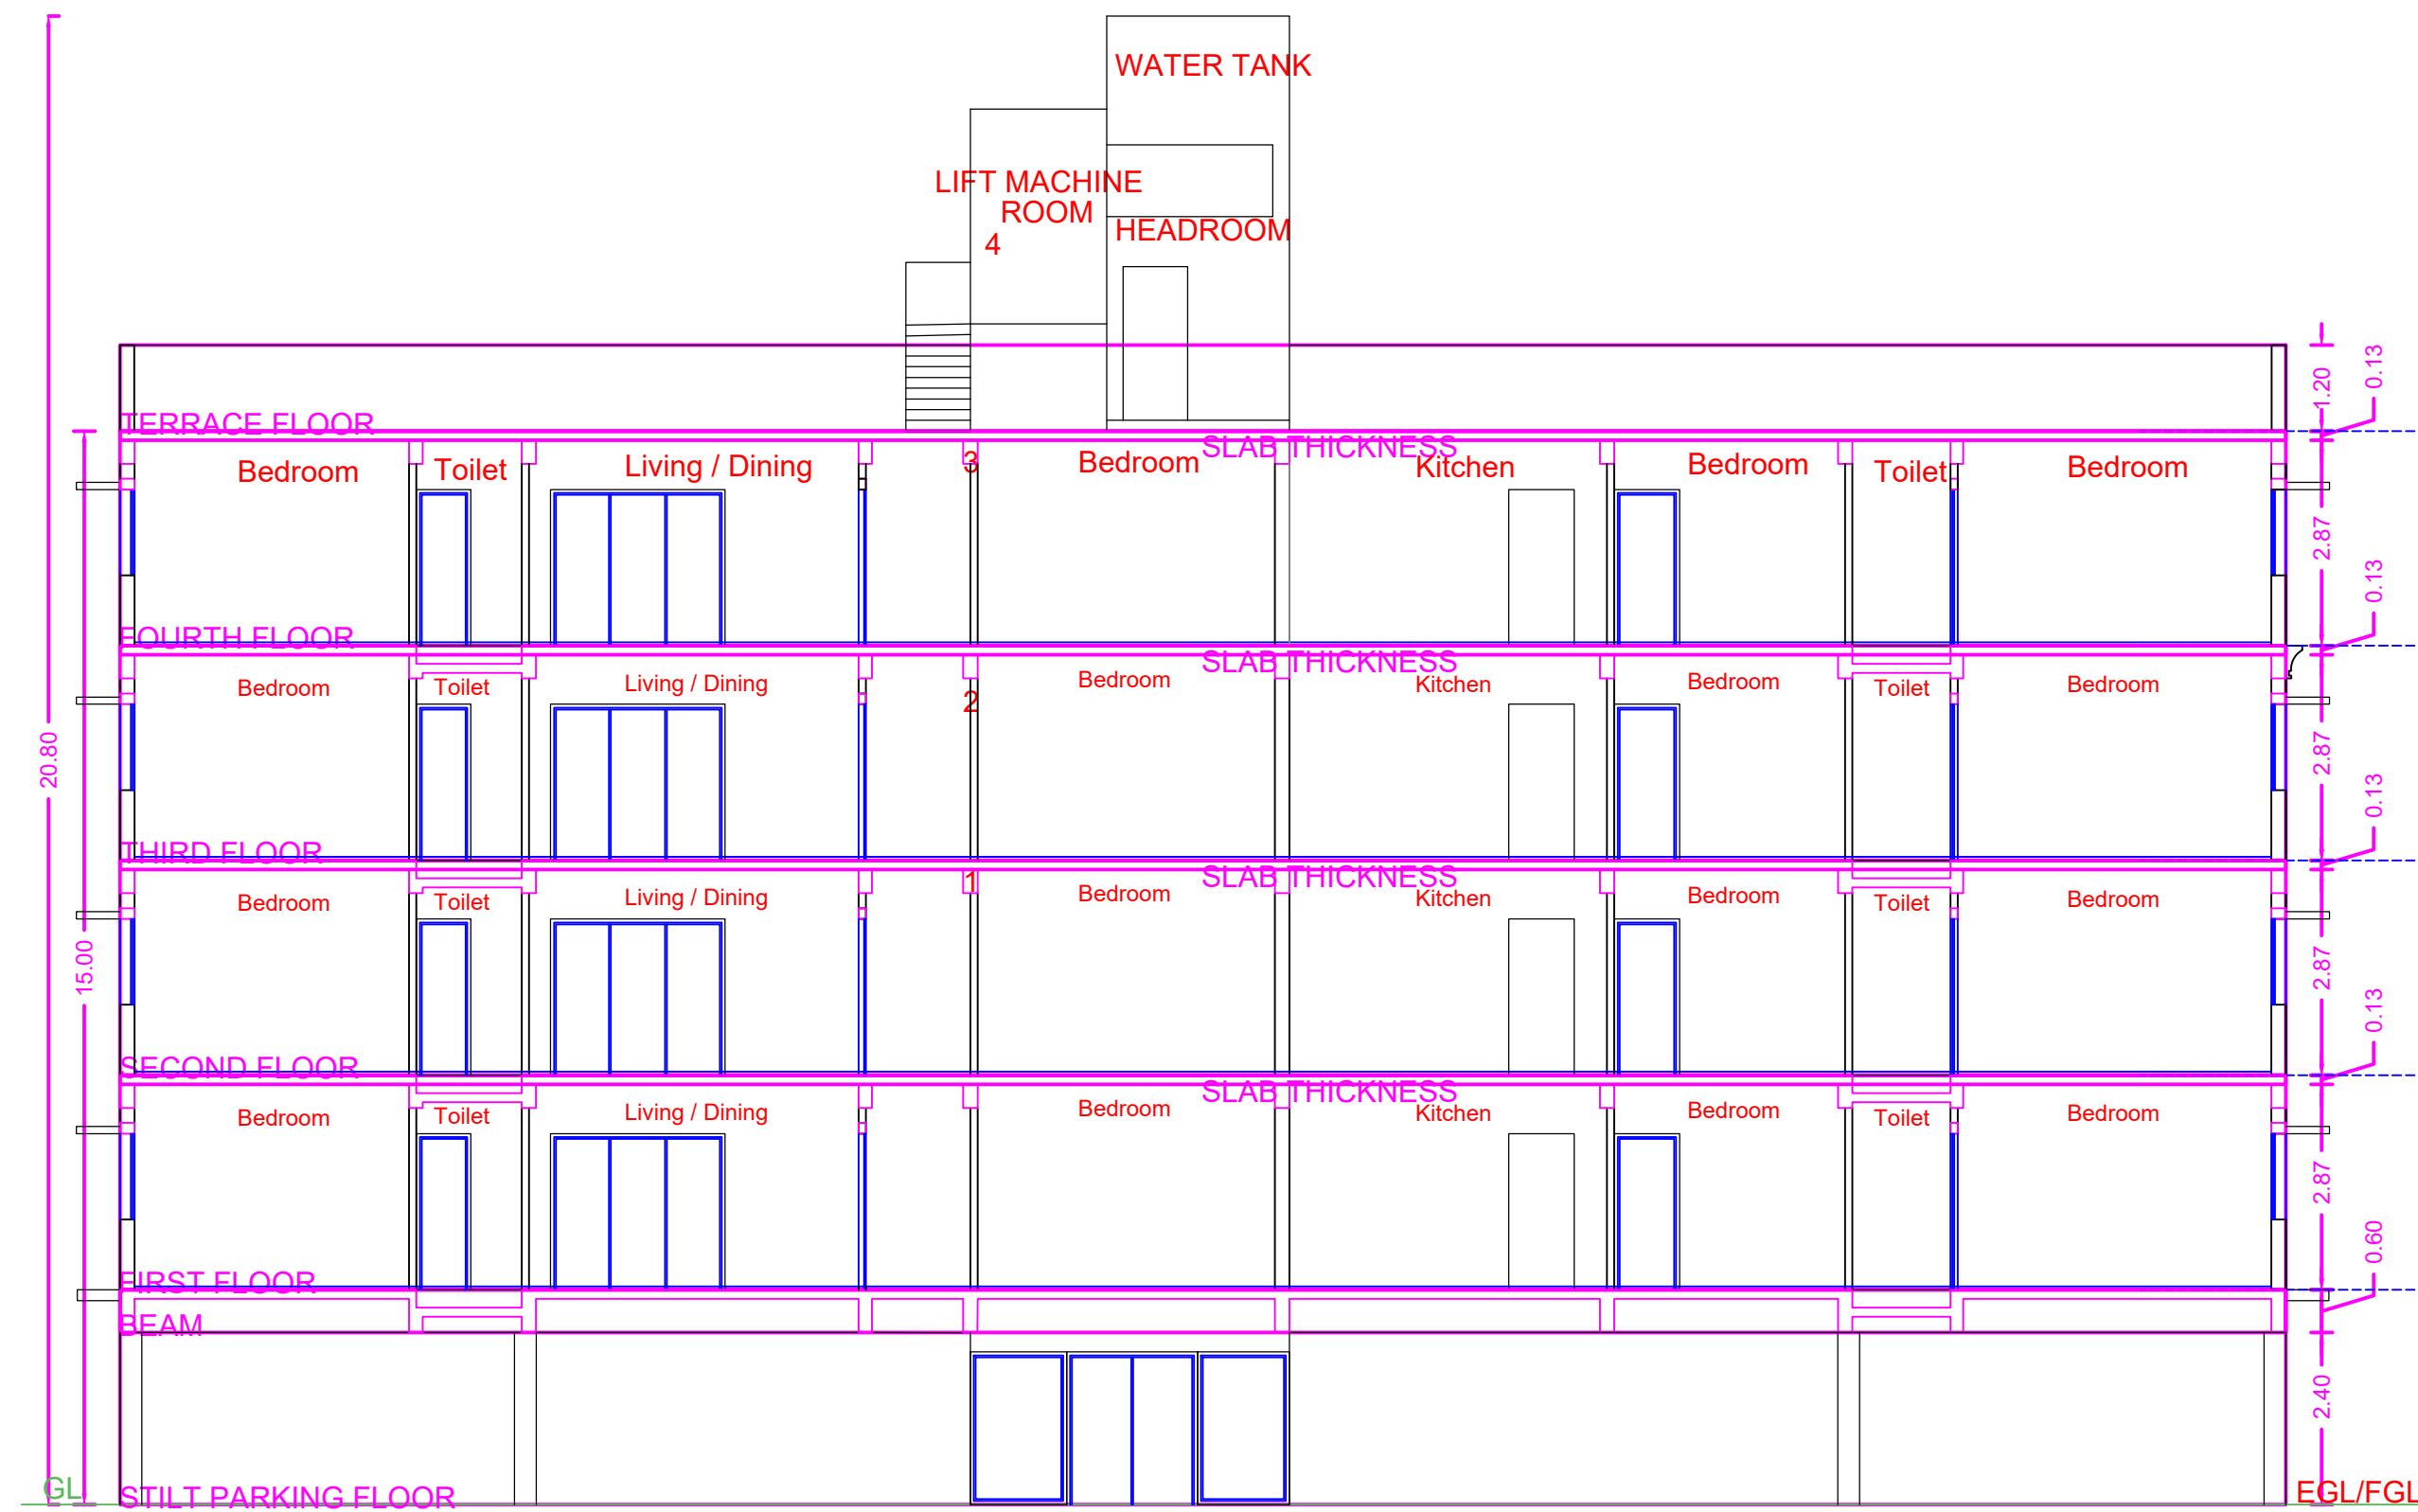 WATER TANK
LIFT MACHINE
ROOM
HEADROOM
4
1.20
0.13
TERRACE FLOOR
SLAB THICKNESS
Bedroom
Toilet
Living / Dining
3
Bedroom
Kitchen
Bedroom
Toilet
Bedroom
2.87
0.13
FOURTH FLOOR
SLAB THICKNESS
Bedroom
Toilet
Living / Dining
2
Bedroom
Kitchen
Bedroom
Toilet
Bedroom
20.80
2.87
0.13
THIRD FLOOR
SLAB THICKNESS
Bedroom
Toilet
Living / Dining
1
Bedroom
Kitchen
Bedroom
Toilet
Bedroom
15.00
2.87
0.13
SECOND FLOOR
SLAB THICKNESS
Bedroom
Toilet
Living / Dining
Bedroom
Kitchen
Bedroom
Toilet
Bedroom
2.87
0.60
FIRST FLOOR
BEAM
2.40
GL
STILT PARKING FLOOR
EGL/FGL